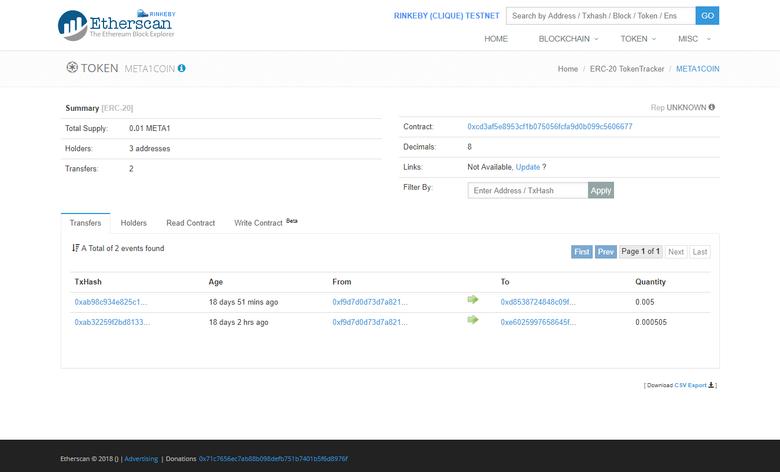 Etherscan RINKEBY
The Ethereum Block Explorer
RINKEBY (CLIQUE) TESTNET Search by Address / Txhash / Block / Token / Ens GO
HOME BLOCKCHAIN TOKEN MISC
TOKEN META1COIN Home / ERC-20 TokenTracker / META1COIN
Summary [ERC-20] Rep UNKNOWN
Total Supply: 0.01 META1
Holders: 3 addresses
Transfers: 2
Contract: 0xcd3af5e8953cf1b075056fcfa9d0b099c5606677
Decimals: 8
Links: Not Available, Update ?
Filter By: Enter Address / TxHash Apply
Transfers Holders Read Contract Write Contract Beta
A Total of 2 events found First Prev Page 1 of 1 Next Last
TxHash Age From To Quantity
0xab98c934e825c1... 18 days 51 mins ago 0xf9d7d0d73d7a821... 0xd8538724848c09f... 0.005
0xab32259f2bd8133... 18 days 2 hrs ago 0xf9d7d0d73d7a821... 0xe6025997658645f... 0.000505
[ Download CSV Export ]
Etherscan © 2018 () | Advertising | Donations 0x71c7656ec7ab88b098defb751b7401b5f6d8976f